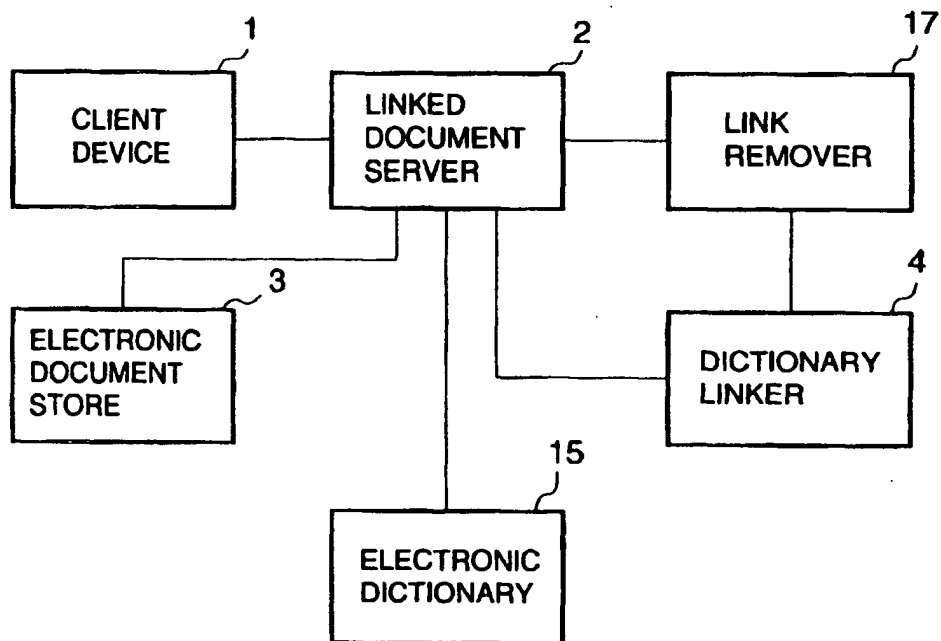 1
CLIENT
DEVICE
2
LINKED
DOCUMENT
SERVER
17
LINK
REMOVER
3
ELECTRONIC
DOCUMENT
STORE
4
DICTIONARY
LINKER
15
ELECTRONIC
DICTIONARY